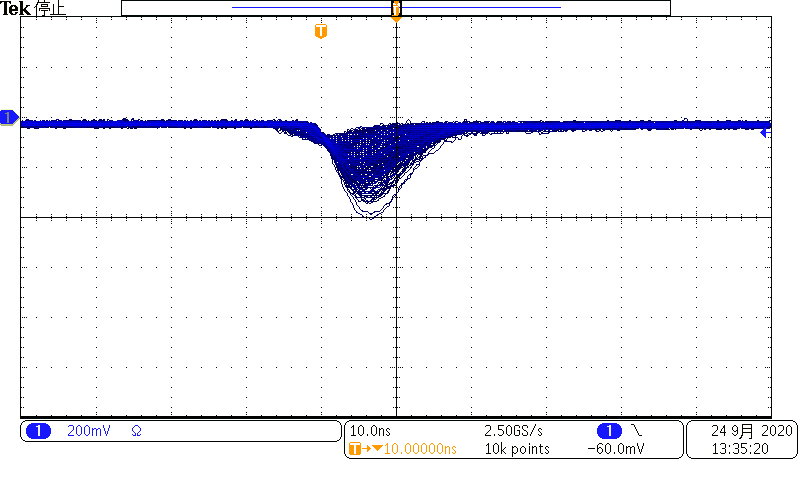 Tek 停止
T
T
1
1 200mV Ω
10.0ns 2.50GS/s 1 \
T→▼10.00000ns 10k points −60.0mV
24 9月 2020
13:35:20